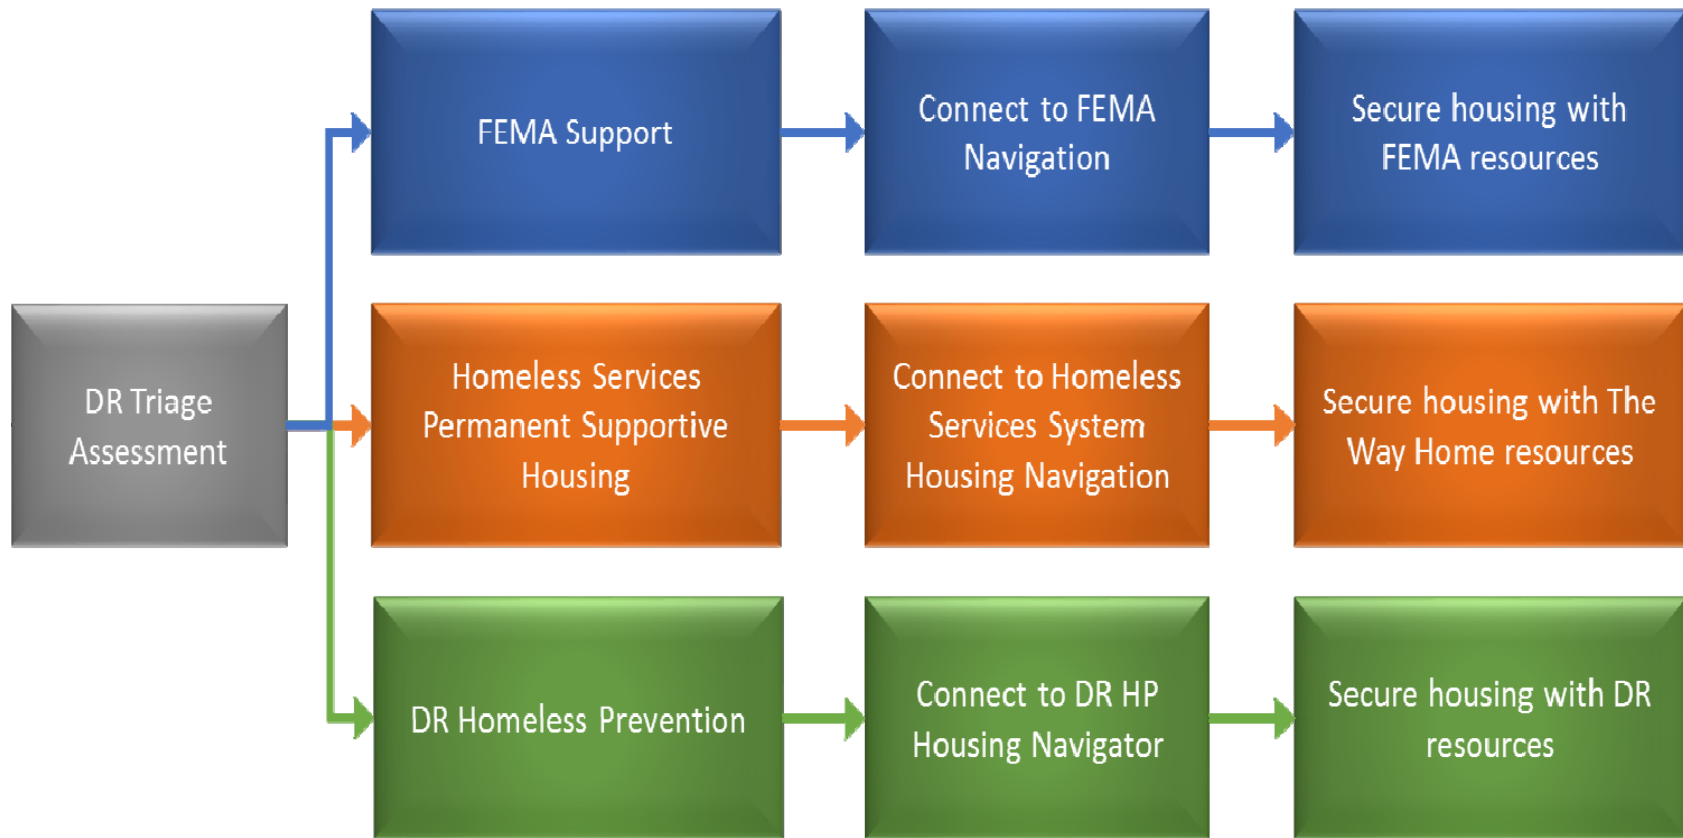 FEMA Support
Connect to FEMA
Navigation
Secure housing with
FEMA resources
DR Triage
Assessment
Homeless Services
Permanent Supportive
Housing
Connect to Homeless
Services System
Housing Navigation
Secure housing with The
Way Home resources
DR Homeless Prevention
Connect to DR HP
Housing Navigator
Secure housing with DR
resources